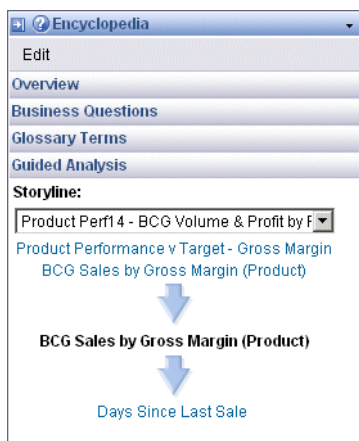 Encyclopedia
Edit
Overview
Business Questions
Glossary Terms
Guided Analysis
Storyline:
Product Perf14 - BCG Volume & Profit by F
Product Performance v Target - Gross Margin
BCG Sales by Gross Margin (Product)
BCG Sales by Gross Margin (Product)
Days Since Last Sale